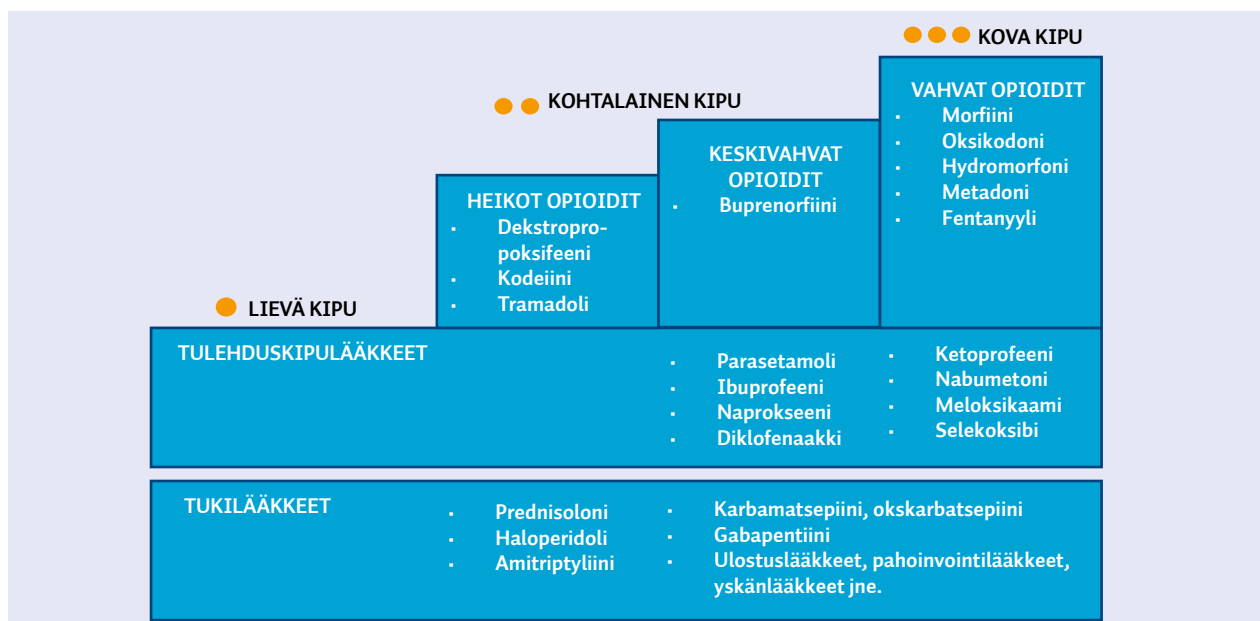 KOVA KIPU
VAHVAT OPIOIDIT
· Morfiini
· Oksikodoni
· Hydromorfoni
· Metadoni
· Fentanyyli
KOHTALAINEN KIPU
KESKIVAHVAT
OPIOIDIT
· Buprenorfiini
HEIKOT OPIOIDIT
· Dekstropro-
poksifeeni
· Kodeiini
· Tramadoli
LIEVÄ KIPU
TULEHDUSKIPULÄÄKKEET
· Parasetamoli
· Ibuprofeeni
· Naprokseeni
· Diklofenaakki
· Ketoprofeeni
· Nabumetoni
· Meloksikaami
· Selekoksibi
TUKILÄÄKKEET
· Prednisoloni
· Haloperidoli
· Amitriptyliini
· Karbamatsepiini, okskarbatsepiini
· Gabapentiini
· Ulostuslääkkeet, pahoinvointilääkkeet,
yskänlääkkeet jne.